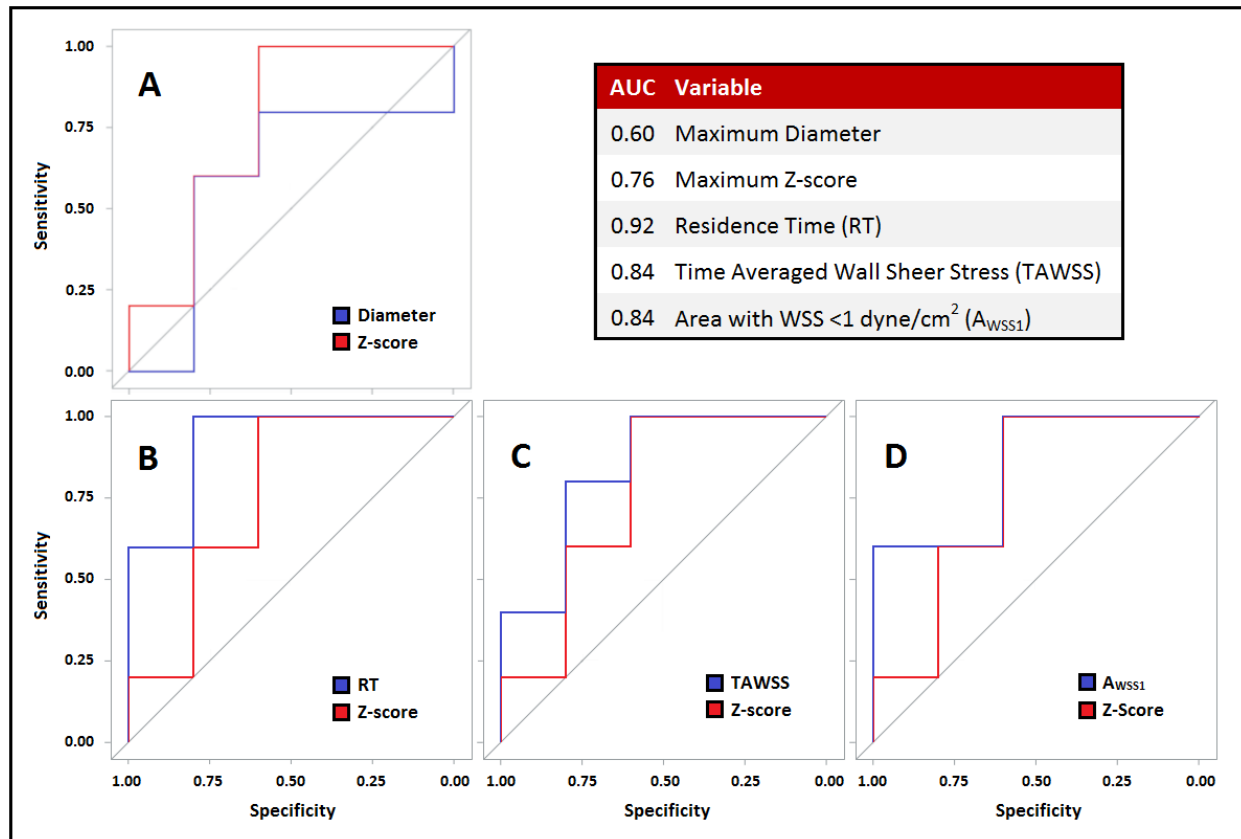 A
1.00
0.75
0.50
0.25
0.00
Sensitivity
Diameter
Z-score
AUC Variable
0.60 Maximum Diameter
0.76 Maximum Z-score
0.92 Residence Time (RT)
0.84 Time Averaged Wall Sheer Stress (TAWSS)
0.84 Area with WSS <1 dyne/cm² (A_WSS1)
B
1.00
0.75
0.50
0.25
0.00
Sensitivity
RT
Z-score
1.00 0.75 0.50 0.25 0.00
Specificity
C
TAWSS
Z-score
1.00 0.75 0.50 0.25 0.00
Specificity
D
A_WSS1
Z-Score
1.00 0.75 0.50 0.25 0.00
Specificity